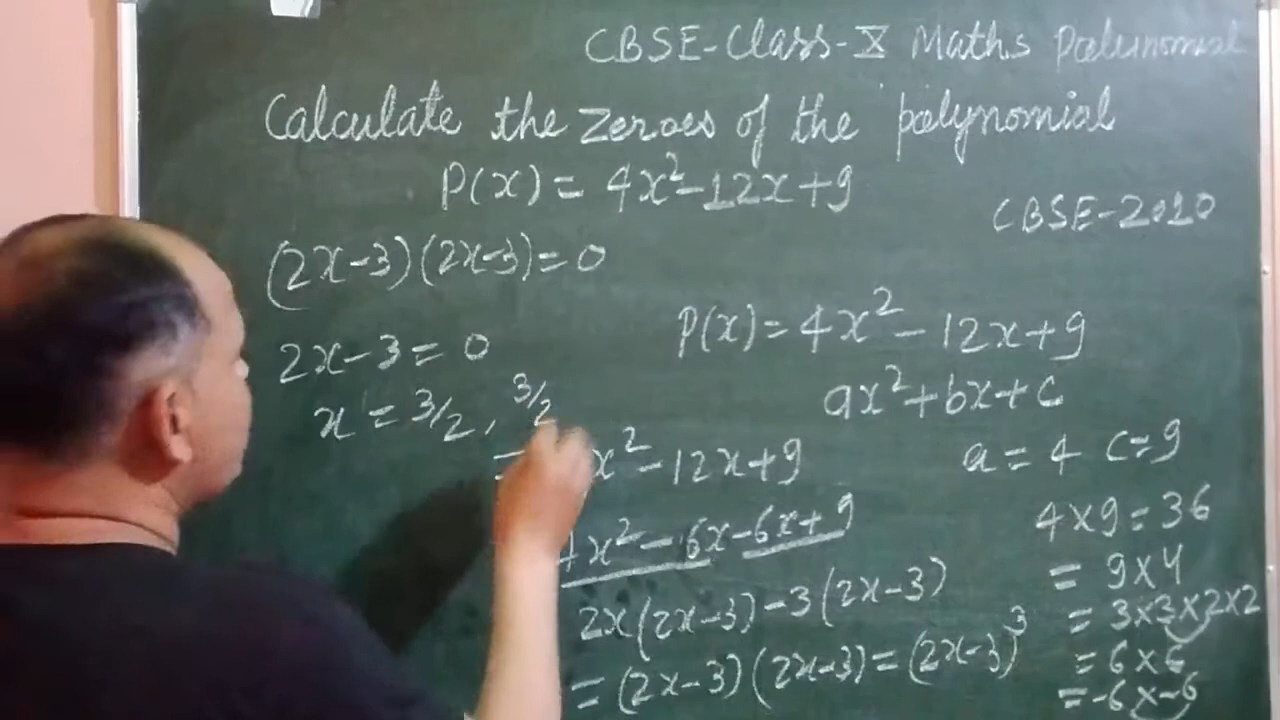 CBSE-Class-X Maths Polynomial
Calculate the zeroes of the polynomial
P(x) = 4x²-12x+9
CBSE-2010
(2x-3)(2x-3)=0
2x-3=0
x = 3/2, 3/2
P(x)=4x²-12x+9
ax²+bx+c
a=4 c=9
4×9=36
= 9×4
= 3×3×2×2
= 6×6
= -6×-6
= x²-12x+9
4x²-6x-6x+9
2x(2x-3)-3(2x-3)
= (2x-3)(2x-3)=(2x-3)³